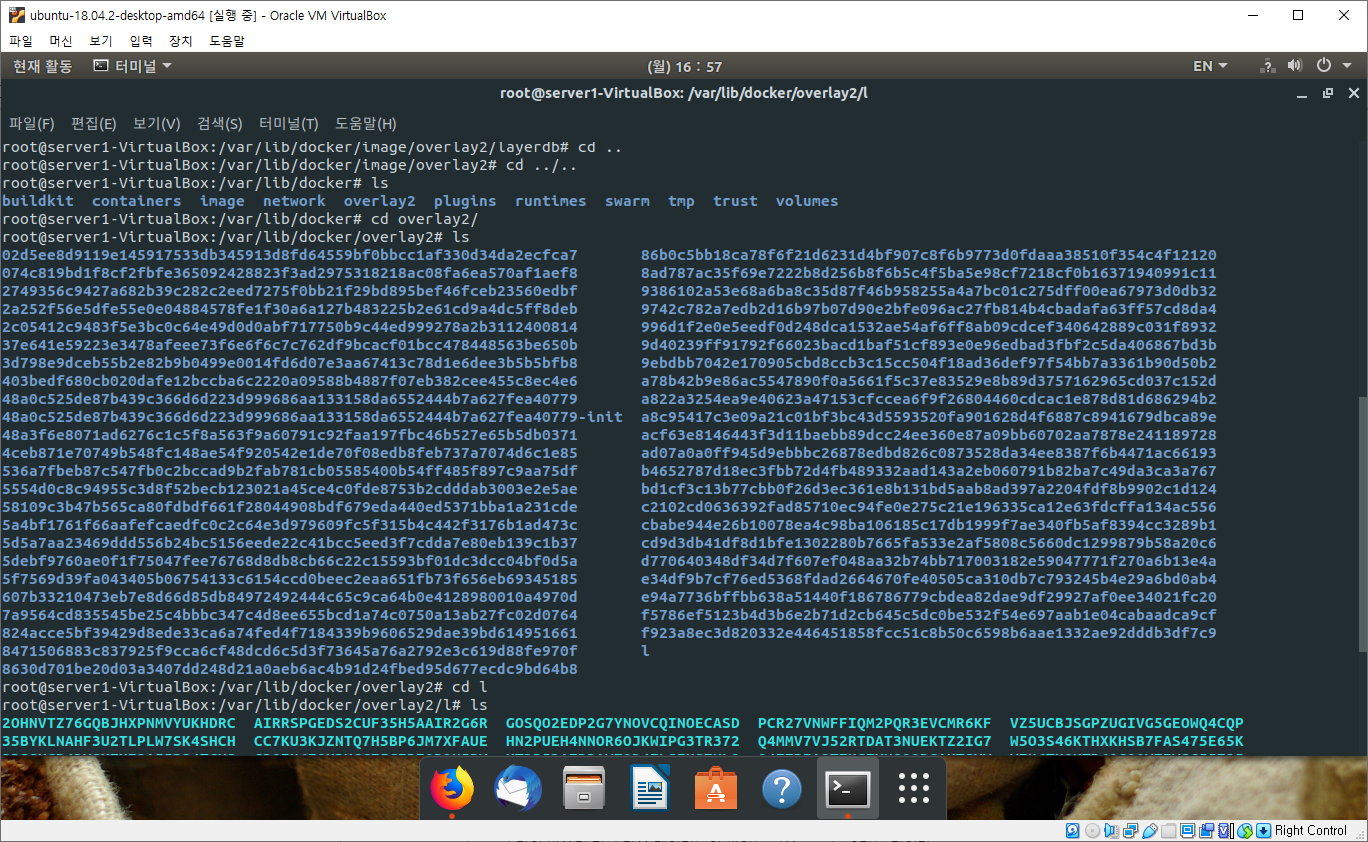 ubuntu-18.04.2-desktop-amd64 [실행 중] - Oracle VM VirtualBox
파일 머신 보기 입력 장치 도움말
현재 활동 터미널 (월) 16 : 57 EN
root@server1-VirtualBox: /var/lib/docker/overlay2/l
파일(F) 편집(E) 보기(V) 검색(S) 터미널(T) 도움말(H)
root@server1-VirtualBox:/var/lib/docker/image/overlay2/layerdb# cd ..
root@server1-VirtualBox:/var/lib/docker/image/overlay2# cd ../..
root@server1-VirtualBox:/var/lib/docker# ls
buildkit containers image network overlay2 plugins runtimes swarm tmp trust volumes
root@server1-VirtualBox:/var/lib/docker# cd overlay2/
root@server1-VirtualBox:/var/lib/docker/overlay2# ls
02d5ee8d9119e145917533db345913d8fd64559bf0bbcc1af330d34da2ecfca7 86b0c5bb18ca78f6f21d6231d4bf907c8f6b9773d0fdaaa38510f354c4f12120
074c819bd1f8cf2fbfe365092428823f3ad2975318218ac08fa6ea570af1aef8 8ad787ac35f69e7222b8d256b8f6b5c4f5ba5e98cf7218cf0b16371940991c11
2749356c9427a682b39c282c2eed7275f0bb21f29bd895bef46fceb23560edbf 9386102a53e68a6ba8c35d87f46b958255a4a7bc01c275dff00ea67973d0db32
2a252f56e5dfe55e0e04884578fe1f30a6a127b483225b2e61cd9a4dc5ff8deb 9742c782a7edb2d16b97b07d90e2bfe096ac27fb814b4cbadafa63ff57cd8da4
2c05412c9483f5e3bc0c64e49d0d0abf717750b9c44ed999278a2b3112400814 996d1f2e0e5eedf0d248dca1532ae54af6ff8ab09cdcef340642889c031f8932
37e641e59223e3478afeee73f6e6f6c7c762df9bcacf01bcc478448563be650b 9d40239ff91792f66023bacd1baf51cf893e0e96edbad3fbf2c5da406867bd3b
3d798e9dceb55b2e82b9b0499e0014fd6d07e3aa67413c78d1e6dee3b5b5bfb8 9ebdbb7042e170905cbd8ccb3c15cc504f18ad36def97f54bb7a3361b90d50b2
403bedf680cb020dafe12bccba6c2220a09588b4887f07eb382cee455c8ec4e6 a78b42b9e86ac5547890f0a5661f5c37e83529e8b89d3757162965cd037c152d
48a0c525de87b439c366d6d223d999686aa133158da6552444b7a627fea40779 a822a3254ea9e40623a47153cfccea6f9f26804460cdcac1e878d81d686294b2
48a0c525de87b439c366d6d223d999686aa133158da6552444b7a627fea40779-init a8c95417c3e09a21c01bf3bc43d5593520fa901628d4f6887c8941679dbca89e
48a3f6e8071ad6276c1c5f8a563f9a60791c92faa197fbc46b527e65b5db0371 acf63e8146443f3d11baebb89dcc24ee360e87a09bb60702aa7878e241189728
4ceb871e70749b548fc148ae54f920542e1de70f08edb8feb737a7074d6c1e85 ad07a0a0ff945d9ebbbc26878edbd826c0873528da34ee8387f6b4471ac66193
536a7fbeb87c547fb0c2bccad9b2fab781cb05585400b54ff485f897c9aa75df b4652787d18ec3fbb72d4fb489332aad143a2eb060791b82ba7c49da3ca3a767
5554d0c8c94955c3d8f52becb123021a45ce4c0fde8753b2cdddab3003e2e5ae bd1cf3c13b77cbb0f26d3ec361e8b131bd5aab8ad397a2204fdf8b9902c1d124
58109c3b47b565ca80fdbdf661f28044908bdf679eda440ed5371bba1a231cde c2102cd0636392fad85710ec94fe0e275c21e196335ca12e63fdcffa134ac556
5a4bf1761f66aafefcaedfc0c2c64e3d979609fc5f315b4c442f3176b1ad473c cbabe944e26b10078ea4c98ba106185c17db1999f7ae340fb5af8394cc3289b1
5d5a7aa23469ddd556b24bc5156eede22c41bcc5eed3f7cdda7e80eb139c1b37 cd9d3db41df8d1bfe1302280b7665fa533e2af5808c5660dc1299879b58a20c6
5debf9760ae0f1f75047fee76768d8db8cb66c22c15593bf01dc3dcc04bf0d5a d770640348df34d7f607ef048aa32b74bb717003182e59047771f270a6b13e4a
5f7569d39fa043405b06754133c6154ccd0beec2eaaa651fb73f656eb69345185 e34df9b7cf76ed5368fdad2664670fe40505ca310db7c793245b4e29a6bd0ab4
607b33210473eb7e8d66d85db84972492444c65c9ca64b0e4128980010a4970d e94a7736bffbb638a51440f186786779cbdea82dae9df29927af0ee34021fc20
7a9564cd835545be25c4bbbc347c4d8ee655bcd1a74c0750a13ab27fc02d0764 f5786ef5123b4d3b6e2b71d2cb645c5dc0be532f54e697aab1e04cabaadca9cf
824acce5bf39429d8ede33ca6a74fed4f7184339b9606529dae39bd614951661 f923a8ec3d820332e446451858fcc51c8b50c6598b6aae1332ae92dddb3df7c9
8471506883c837925f9cca6cf48dcd6c5d3f73645a76a2792e3c619d88fe970f l
8630d701be20d03a3407dd248d21a0aeb6ac4b91d24fbed95d677ecdc9bd64b8
root@server1-VirtualBox:/var/lib/docker/overlay2# cd l
root@server1-VirtualBox:/var/lib/docker/overlay2/l# ls
2OHNVTZ76GQBJHXPNMVYUKHDRC AIRRSPGEDS2CUF35H5AAIR2G6R GOSQO2EDP2G7YNOVCQINOECASD PCR27VNWFFIQM2PQR3EVCMR6KF VZ5UCBJSGPZUGIVG5GEOWQ4CQP
35BYKLNAHF3U2TLPLW7SK4SHCH CC7KU3KJZNTQ7H5BP6JM7XFAUE HN2PUEH4NNOR6OJKWIPG3TR372 Q4MMV7VJ52RTDAT3NUEKTZ2IG7 W5O3S46KTHXKHSB7FAS475E65K
Right Control